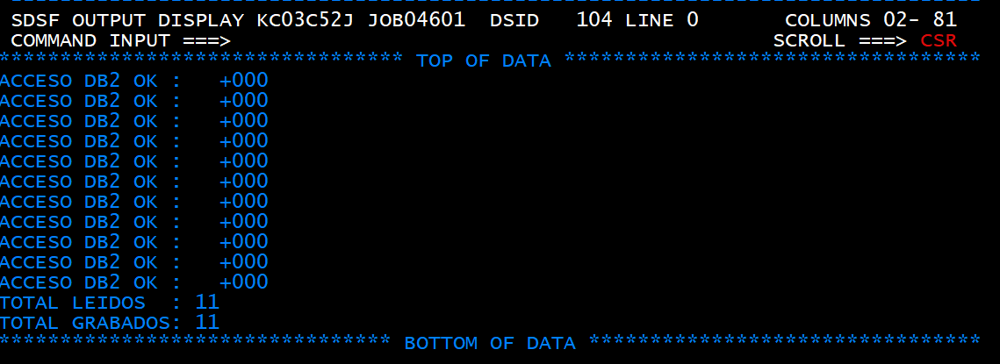 SDSF OUTPUT DISPLAY KC03C52J JOB04601  DSID   104 LINE 0       COLUMNS 02- 81
COMMAND INPUT ===>                                            SCROLL ===> CSR
********************************* TOP OF DATA **********************************
ACCESO DB2 OK :   +000
ACCESO DB2 OK :   +000
ACCESO DB2 OK :   +000
ACCESO DB2 OK :   +000
ACCESO DB2 OK :   +000
ACCESO DB2 OK :   +000
ACCESO DB2 OK :   +000
ACCESO DB2 OK :   +000
ACCESO DB2 OK :   +000
ACCESO DB2 OK :   +000
ACCESO DB2 OK :   +000
TOTAL LEIDOS  : 11
TOTAL GRABADOS: 11
******************************** BOTTOM OF DATA ********************************